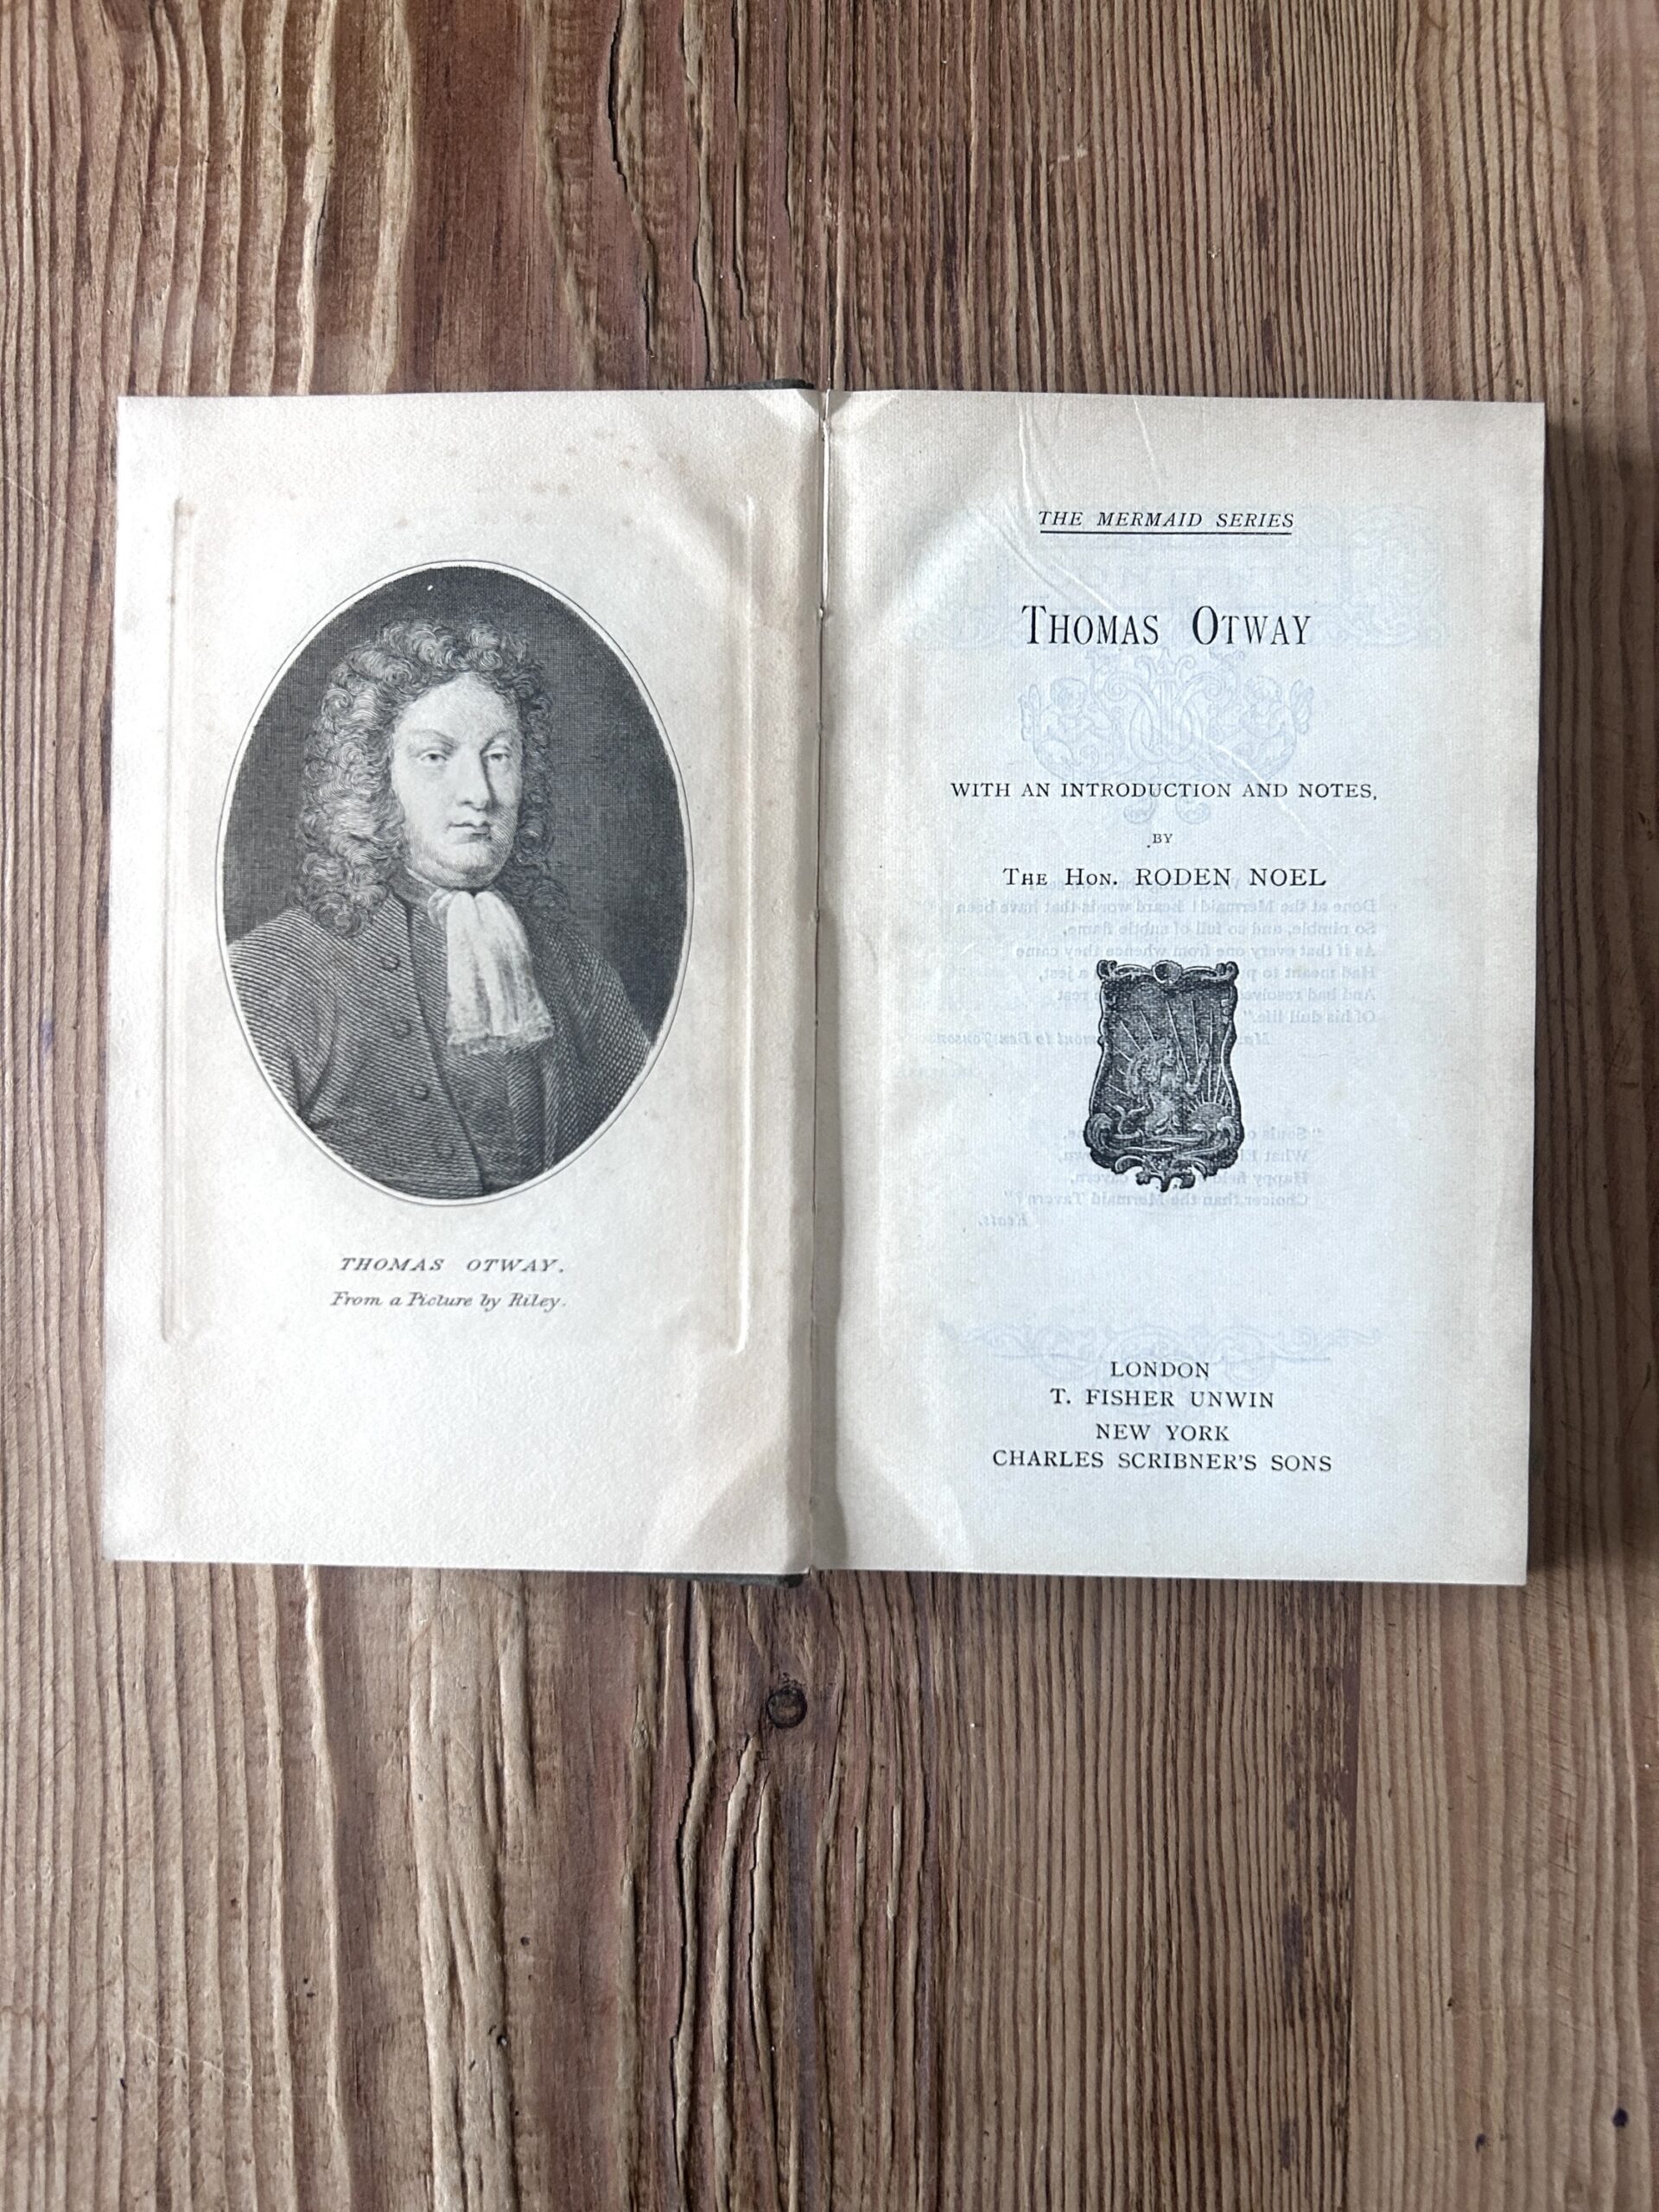 THOMAS OTWAY.
From a Picture by Riley.
THE MERMAID SERIES
THOMAS OTWAY
WITH AN INTRODUCTION AND NOTES,
BY
THE HON. RODEN NOEL
LONDON
T. FISHER UNWIN
NEW YORK
CHARLES SCRIBNER'S SONS